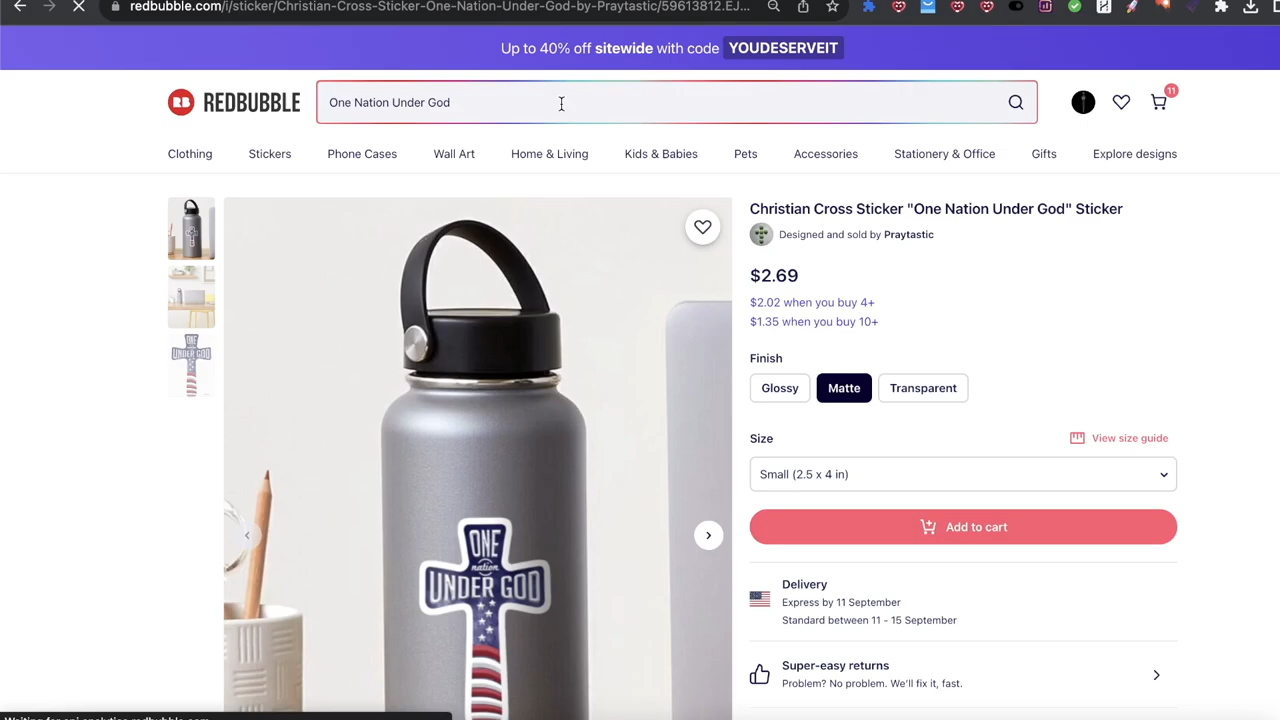 redbubble.com/i/sticker/Christian-Cross-Sticker-One-Nation-Under-God-by-Praytastic/59613812.EJ...
Up to 40% off sitewide with code YOUDESERVEIT
RB REDBUBBLE
One Nation Under God
11
Clothing Stickers Phone Cases Wall Art Home & Living Kids & Babies Pets Accessories Stationery & Office Gifts Explore designs
Christian Cross Sticker "One Nation Under God" Sticker
Designed and sold by Praytastic
$2.69
$2.02 when you buy 4+
$1.35 when you buy 10+
Finish
Glossy Matte Transparent
Size View size guide
Small (2.5 x 4 in)
Add to cart
Delivery
Express by 11 September
Standard between 11 - 15 September
Super-easy returns
Problem? No problem. We'll fix it, fast.
ONE
nation
UNDER GOD
ONE
UNDER GOD